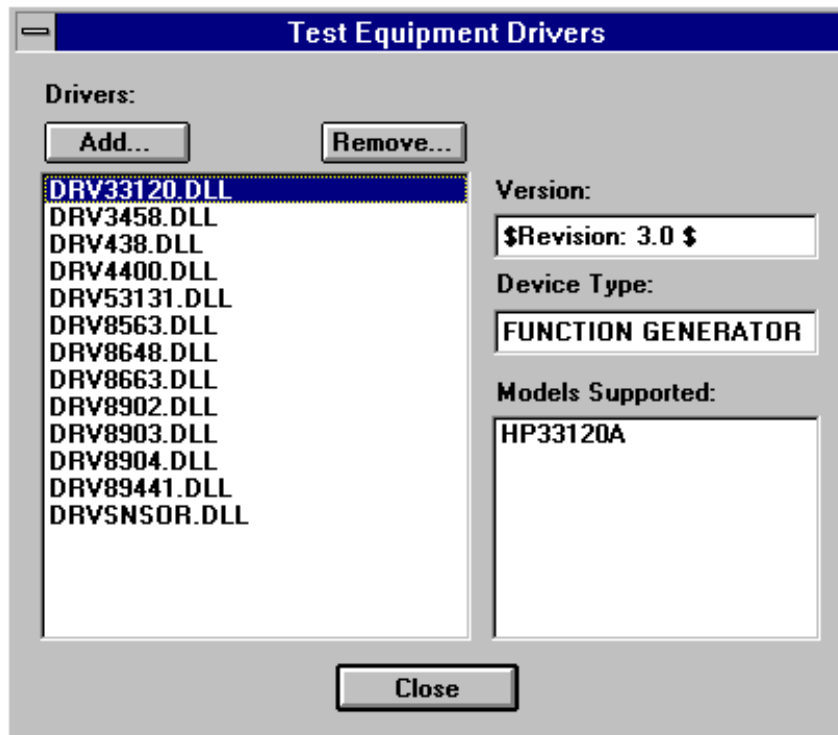 Test Equipment Drivers
Drivers:
Add...
Remove...
DRV33120.DLL
DRV3458.DLL
DRV438.DLL
DRV4400.DLL
DRV53131.DLL
DRV8563.DLL
DRV8648.DLL
DRV8663.DLL
DRV8902.DLL
DRV8903.DLL
DRV8904.DLL
DRV89441.DLL
DRVSNSOR.DLL
Version:
$Revision: 3.0 $
Device Type:
FUNCTION GENERATOR
Models Supported:
HP33120A
Close